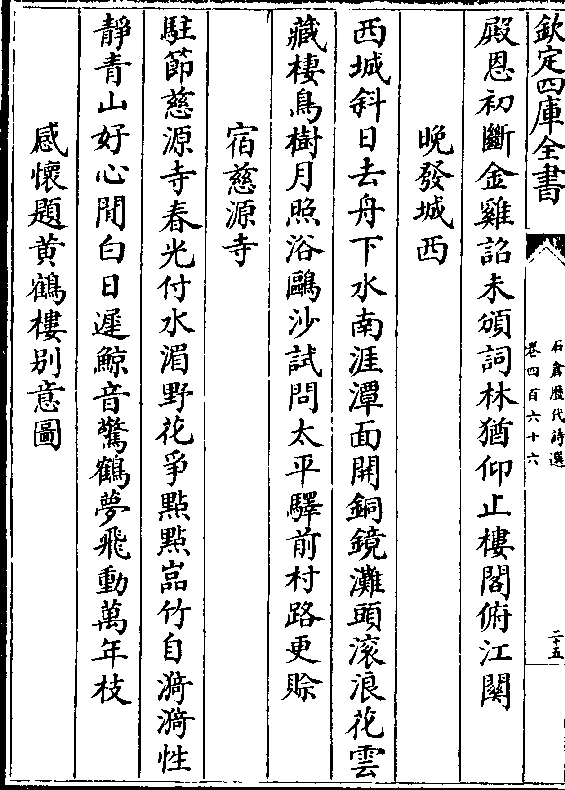 欽定四庫全書
石倉歷代詩選
卷四百六十六
二十五
殿恩初斷金雞詔未頒詞林猶仰止樓閣俯江關
晚發城西
西城斜日去舟下水南涯潭面開銅鏡灘頭滚浪花雲
藏棲鳥樹月照浴鷗沙試問太平驛前村路更賒
宿慈源寺
駐節慈源寺春光付水湄野花爭點點嵓竹自漪漪性
靜青山好心閒白日遲鯨音驚鶴夢飛動萬年枝
感懷題黄鶴樓别意圖